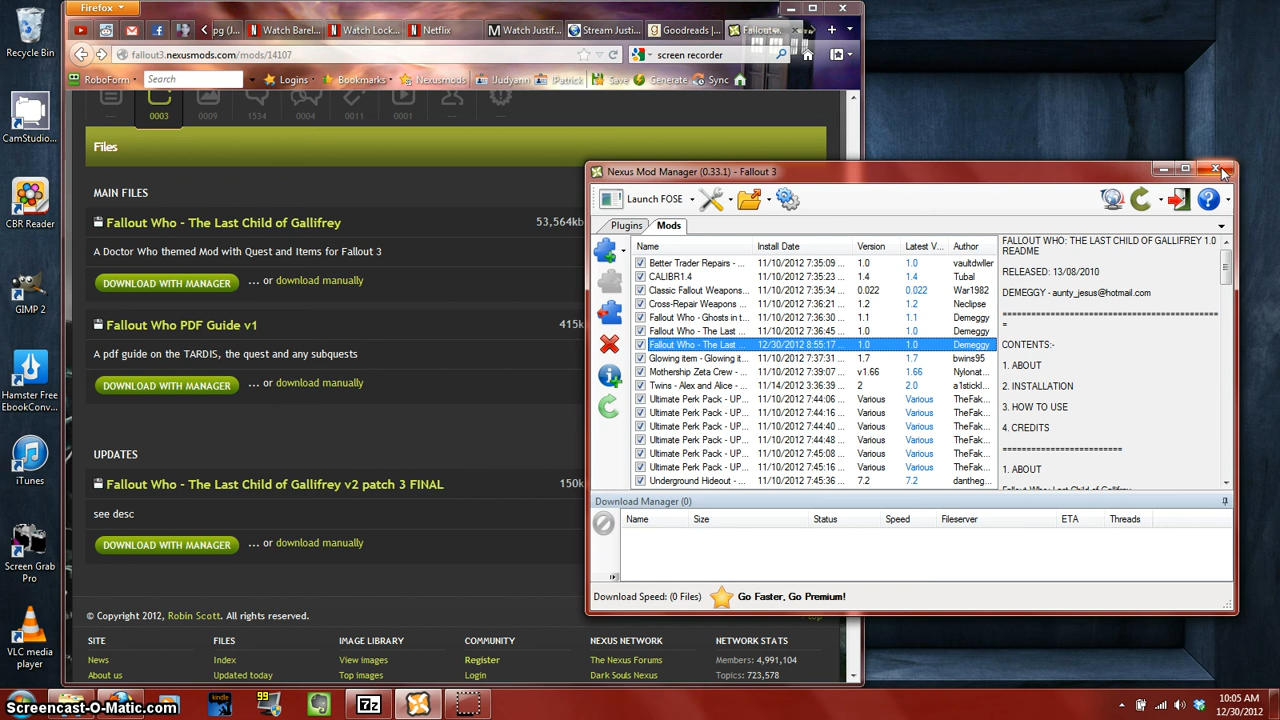 Recycle Bin
CamStudio...
CBR Reader
GIMP 2
Hamster Free EbookConv...
iTunes
Screen Grab Pro
VLC media player
Firefox
pg (J...
Watch Barel...
Watch Lock...
Netflix
Watch Justif...
Stream Justi...
Goodreads |...
Fallout...
fallout3.nexusmods.com/mods/14107
screen recorder
RoboForm
Search
Logins
Bookmarks
Nexusmods
Judyann
Patrick
Save
Generate
Sync
---
0003
0009
1534
0004
0011
0001
---
---
Files
MAIN FILES
Fallout Who - The Last Child of Gallifrey
53,564kb
A Doctor Who themed Mod with Quest and Items for Fallout 3
DOWNLOAD WITH MANAGER
... or download manually
Fallout Who PDF Guide v1
415k
A pdf guide on the TARDIS, the quest and any subquests
DOWNLOAD WITH MANAGER
... or download manually
UPDATES
Fallout Who - The Last Child of Gallifrey v2 patch 3 FINAL
150k
see desc
DOWNLOAD WITH MANAGER
... or download manually
© Copyright 2012, Robin Scott. All rights reserved.
^top
SITE
FILES
IMAGE LIBRARY
COMMUNITY
NEXUS NETWORK
NETWORK STATS
News
Index
View images
Register
The Nexus Forums
Members: 4,991,104
About us
Updated today
Top images
Login
Dark Souls Nexus
Topics: 723,578
Nexus Mod Manager (0.33.1) - Fallout 3
Launch FOSE
Plugins
Mods
Name Install Date Version Latest V... Author
Better Trader Repairs - ... 11/10/2012 7:35:09 ... 1.0 1.0 vaultdwller
CALIBR1.4 11/10/2012 7:35:23 ... 1.4 1.4 Tubal
Classic Fallout Weapons... 11/10/2012 7:35:34 ... 0.022 0.022 War1982
Cross-Repair Weapons ... 11/10/2012 7:36:21 ... 1.2 1.2 Neclipse
Fallout Who - Ghosts in t... 11/10/2012 7:36:30 ... 1.1 1.1 Demeggy
Fallout Who - The Last ... 11/10/2012 7:36:45 ... 1.0 1.0 Demeggy
Fallout Who - The Last ... 12/30/2012 8:55:17 ... 1.0 1.0 Demeggy
Glowing item - Glowing it... 11/10/2012 7:37:31 ... 1.7 1.7 bwins95
Mothership Zeta Crew - ... 11/10/2012 7:39:07 ... v1.66 1.66 Nylonat...
Twins - Alex and Alice - ... 11/14/2012 3:36:39 ... 2 2.0 a1stickl...
Ultimate Perk Pack - UP... 11/10/2012 7:44:06 ... Various Various TheFak...
Ultimate Perk Pack - UP... 11/10/2012 7:44:16 ... Various Various TheFak...
Ultimate Perk Pack - UP... 11/10/2012 7:44:40 ... Various Various TheFak...
Ultimate Perk Pack - UP... 11/10/2012 7:44:48 ... Various Various TheFak...
Ultimate Perk Pack - UP... 11/10/2012 7:45:08 ... Various Various TheFak...
Ultimate Perk Pack - UP... 11/10/2012 7:45:16 ... Various Various TheFak...
Underground Hideout - ... 11/10/2012 7:45:36 ... 7.2 7.2 dantheg...
FALLOUT WHO: THE LAST CHILD OF GALLIFREY 1.0
README
RELEASED: 13/08/2010
DEMEGGY - aunty_jesus@hotmail.com
CONTENTS:-
1. ABOUT
2. INSTALLATION
3. HOW TO USE
4. CREDITS
1. ABOUT
Download Manager (0)
Name Size Status Speed Fileserver ETA Threads
Download Speed: (0 Files)
Go Faster, Go Premium!
kindle
99
7z
Screencast-O-Matic.com
10:05 AM
12/30/2012